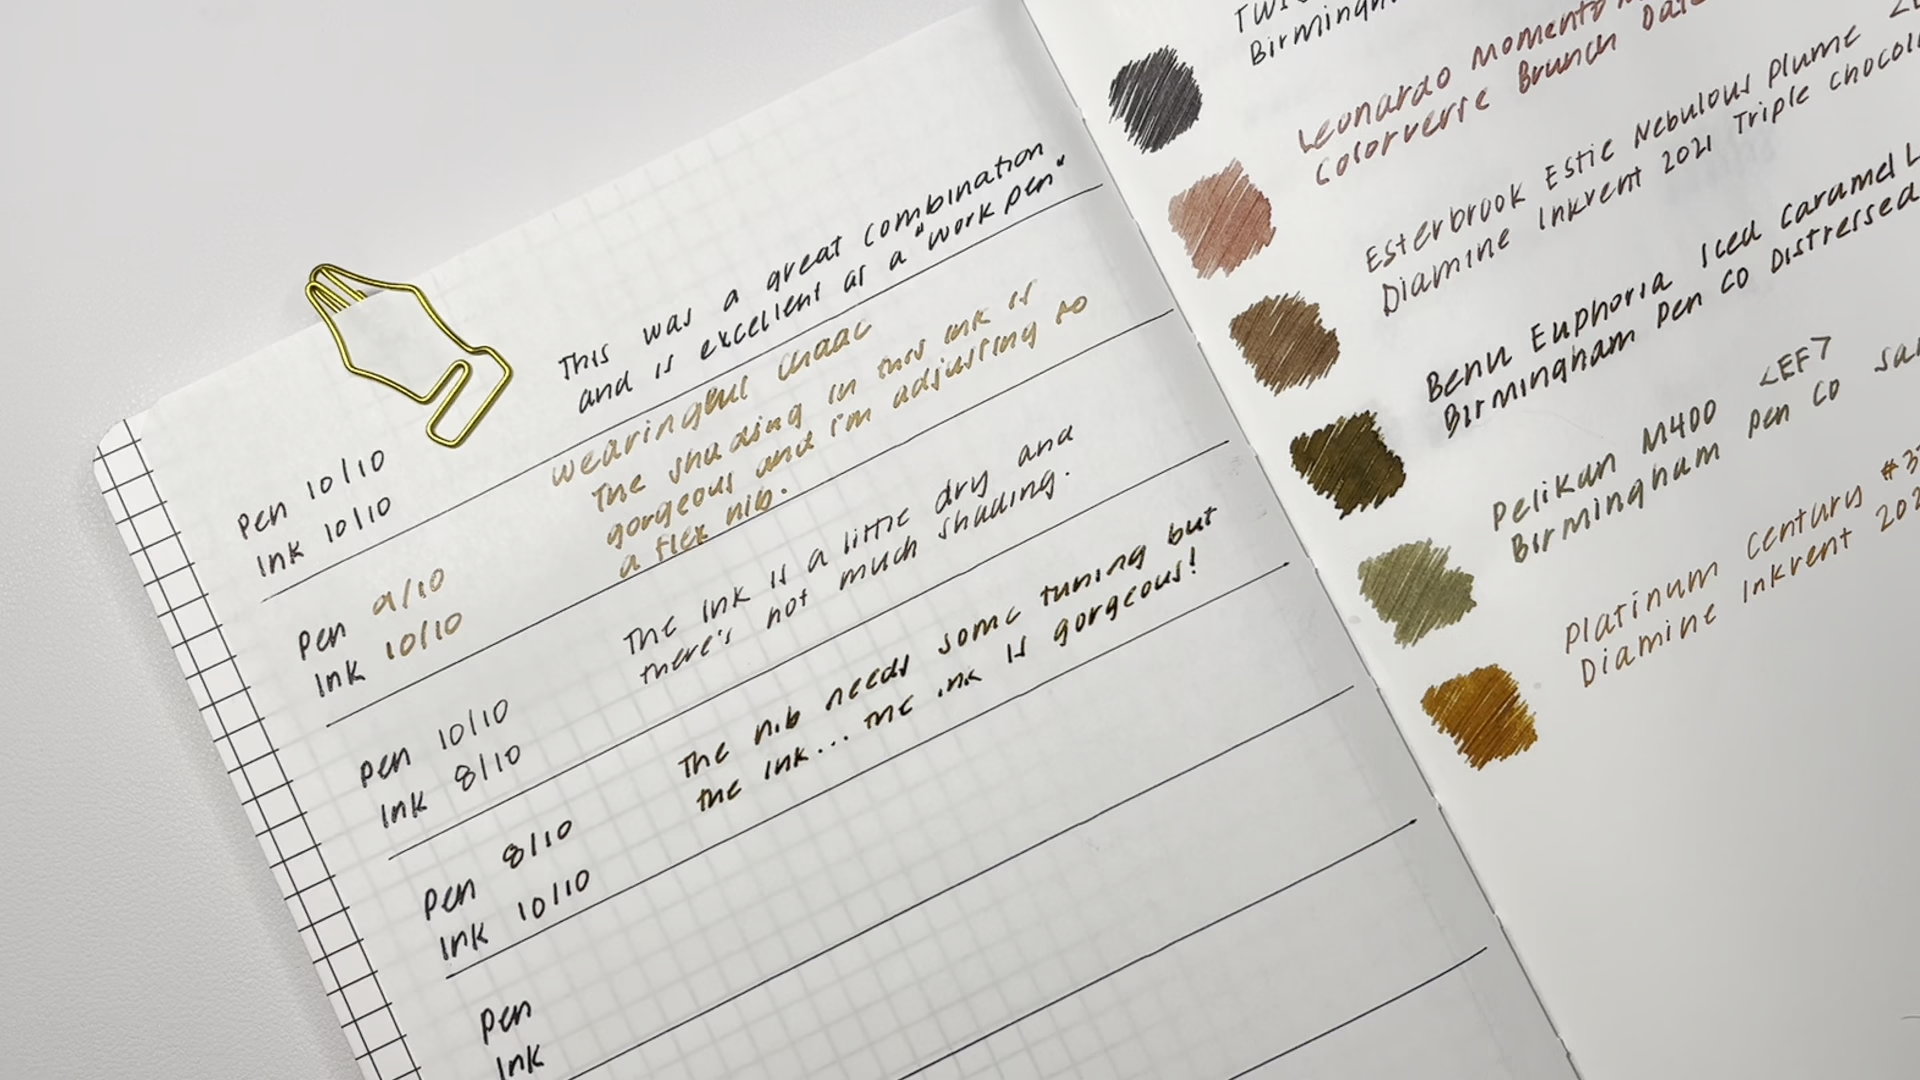 This was a great combination
and is excellent as a "work pen"
Pen 10/10
Ink 10/10
wearingeul Chaac
The shading in this ink is
gorgeous and i'm adjusting to
a flex nib.
Pen 9/10
Ink 10/10
The ink is a little dry and
there's not much shading.
Pen 10/10
Ink 8/10
The nib needs some tuning but
the ink... the ink is gorgeous!
Pen 8/10
Ink 10/10
Pen
Ink
Leonardo Momento
Colorverse Brunch Date
Esterbrook Estie Nebulous Plume
Diamine Inkvent 2021 Triple
Benu Euphoria Iced Caramel
Birmingham Pen CO Distressed
Pelikan M400 <EF>
Birmingham Pen CO
Platinum Century
Diamine Inkvent